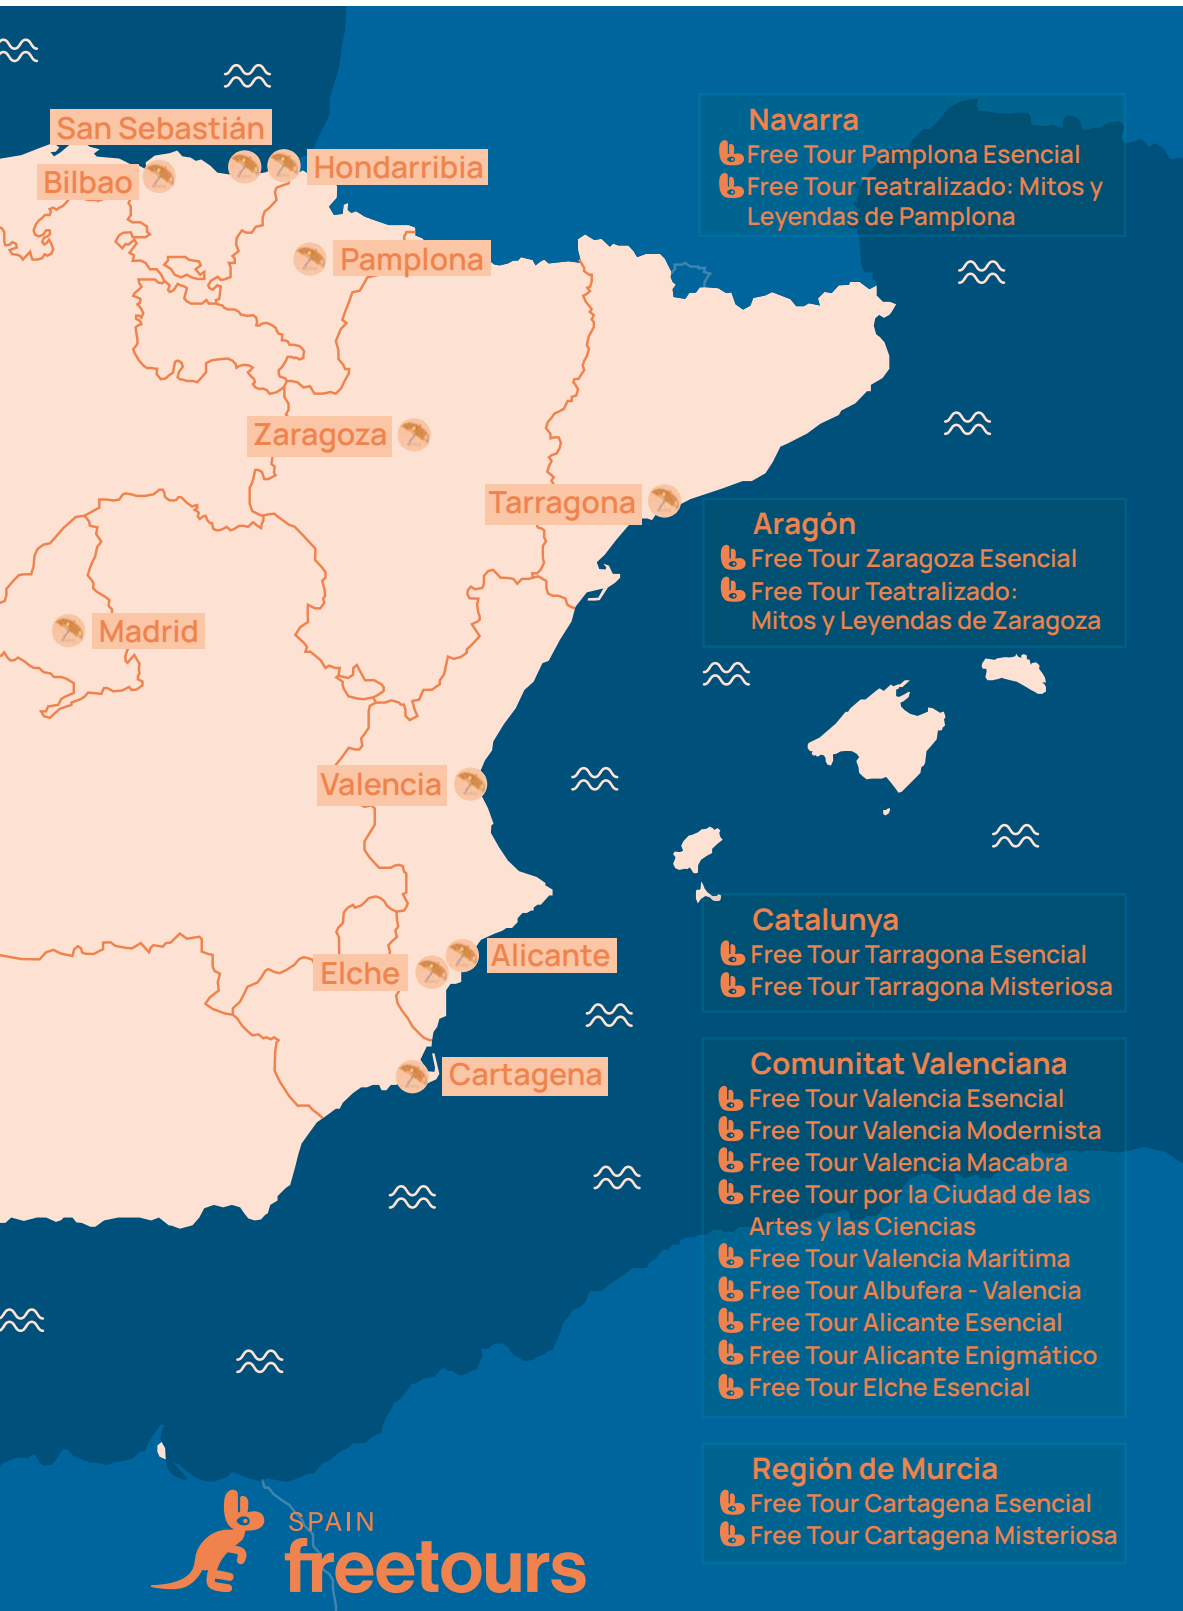 San Sebastián
Bilbao
Hondarribia
Pamplona
Zaragoza
Tarragona
Madrid
Valencia
Alicante
Elche
Cartagena
Navarra
Free Tour Pamplona Esencial
Free Tour Teatralizado: Mitos y
Leyendas de Pamplona
Aragón
Free Tour Zaragoza Esencial
Free Tour Teatralizado:
Mitos y Leyendas de Zaragoza
Catalunya
Free Tour Tarragona Esencial
Free Tour Tarragona Misteriosa
Comunitat Valenciana
Free Tour Valencia Esencial
Free Tour Valencia Modernista
Free Tour Valencia Macabra
Free Tour por la Ciudad de las
Artes y las Ciencias
Free Tour Valencia Marítima
Free Tour Albufera - Valencia
Free Tour Alicante Esencial
Free Tour Alicante Enigmático
Free Tour Elche Esencial
Región de Murcia
Free Tour Cartagena Esencial
Free Tour Cartagena Misteriosa
SPAIN
freetours